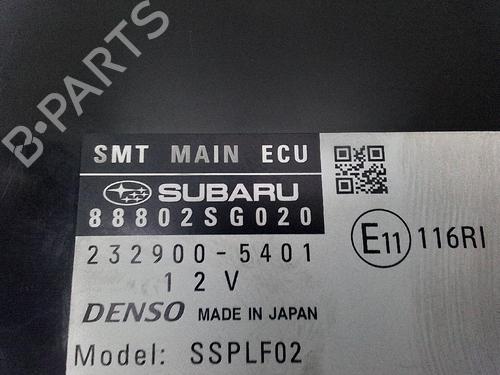 B-PARTS
SMT MAIN ECU
SUBARU
88802SG020
232900-5401
12V
DENSO MADE IN JAPAN
Model: SSPLF02
E11 116RI